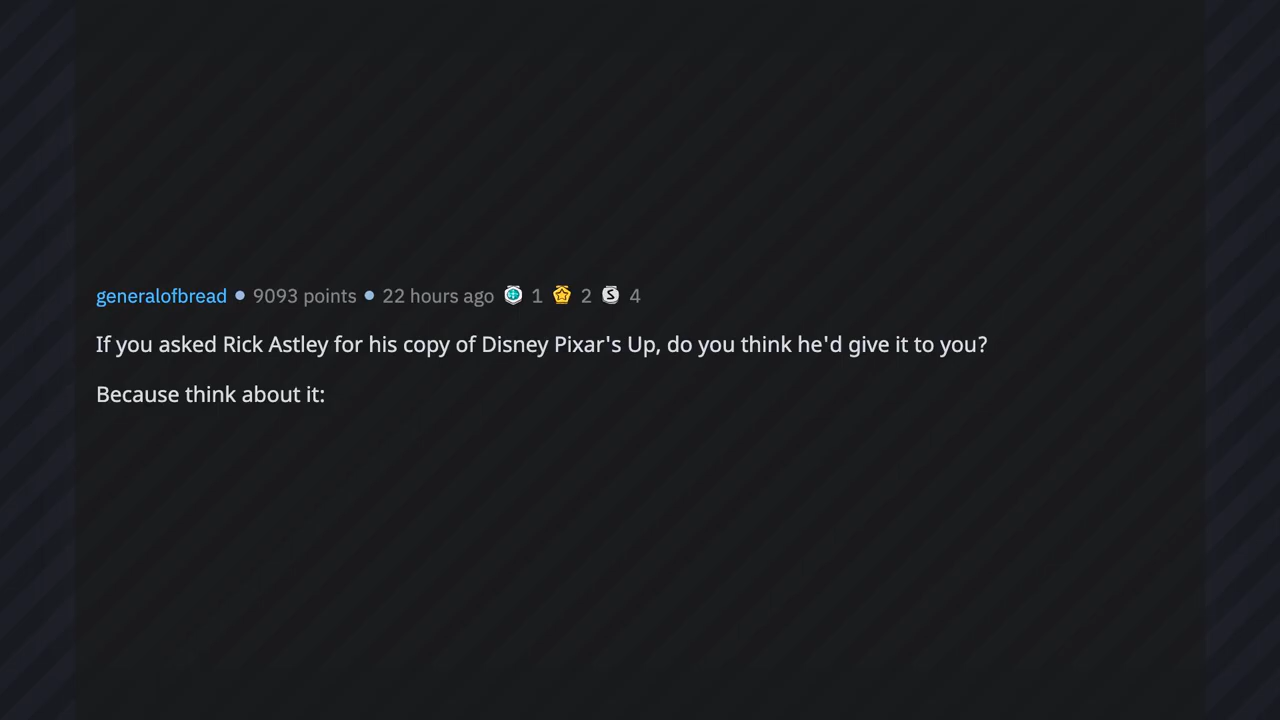 generalofbread • 9093 points • 22 hours ago 1 2 S 4
If you asked Rick Astley for his copy of Disney Pixar's Up, do you think he'd give it to you?
Because think about it: